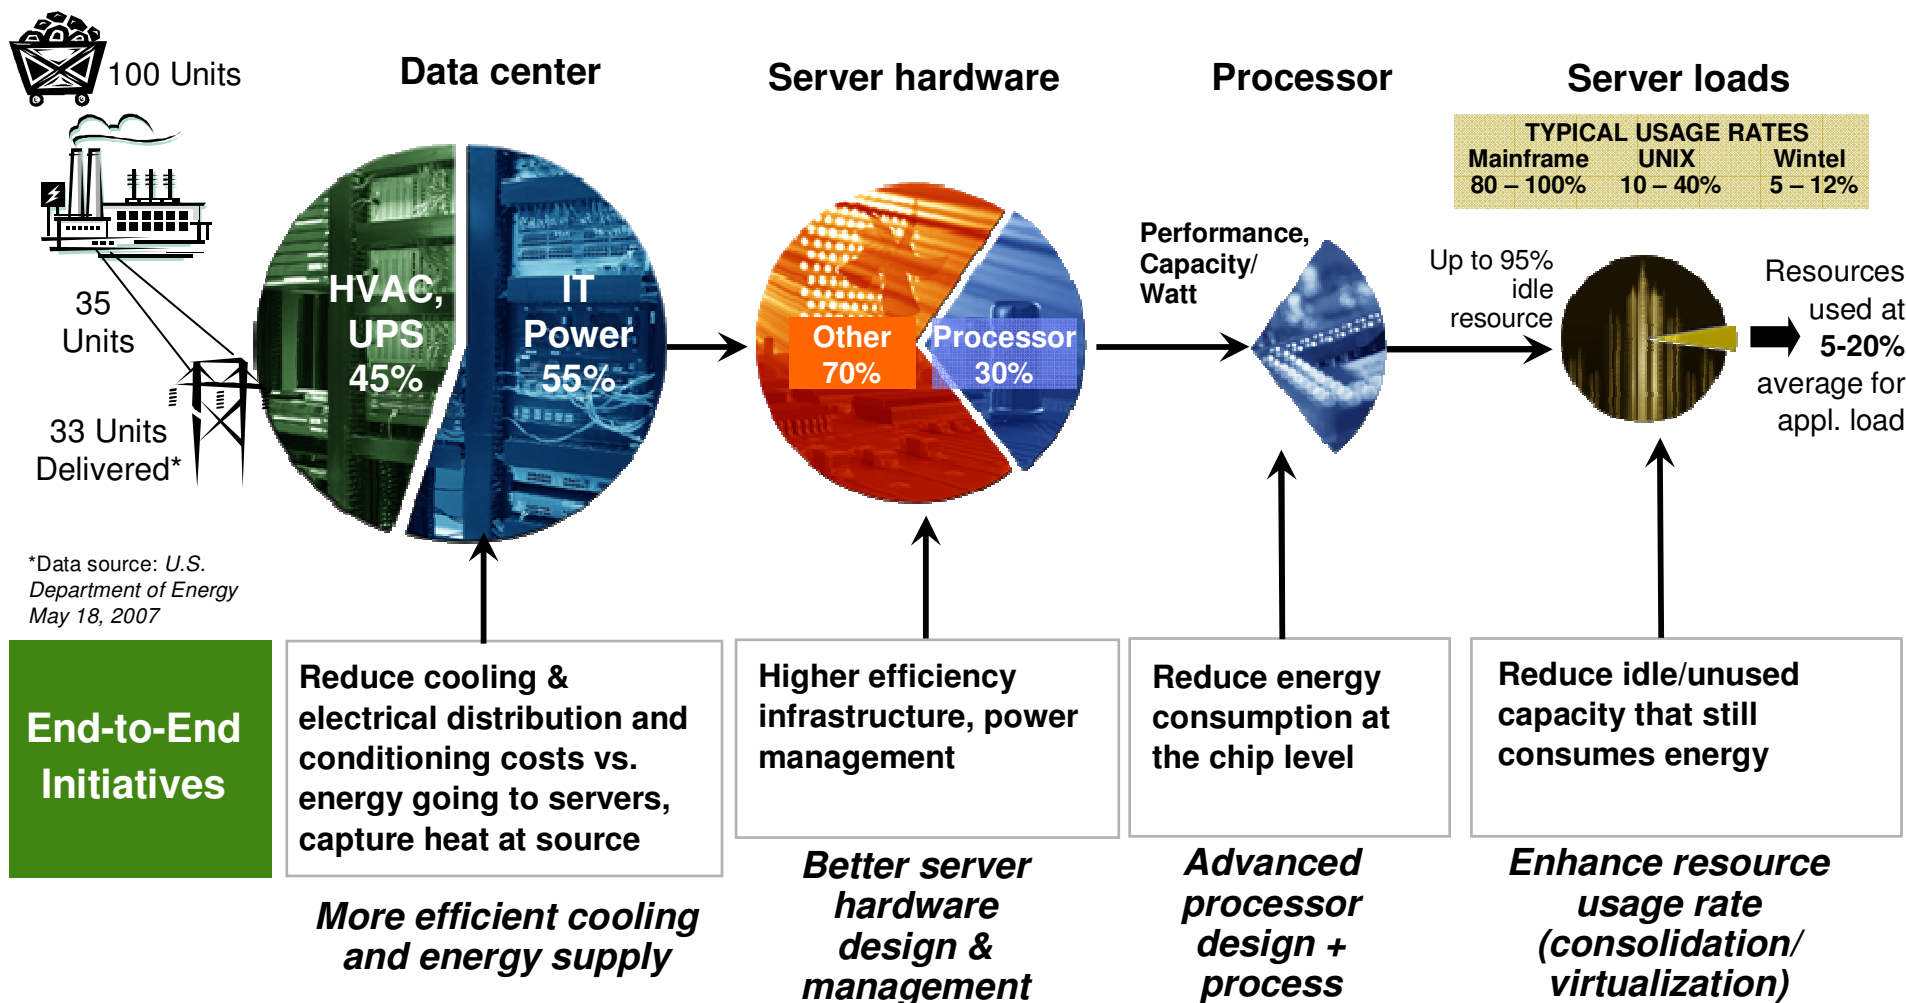 100 Units
35
Units
33 Units
Delivered*
*Data source: U.S.
Department of Energy
May 18, 2007
Data center
HVAC,
UPS
45%
IT
Power
55%
Server hardware
Other
70%
Processor
30%
Processor
Performance,
Capacity/
Watt
Server loads
TYPICAL USAGE RATES
Mainframe UNIX Wintel
80 – 100% 10 – 40% 5 – 12%
Up to 95%
idle
resource
Resources
used at
5-20%
average for
appl. load
End-to-End
Initiatives
Reduce cooling &
electrical distribution and
conditioning costs vs.
energy going to servers,
capture heat at source
More efficient cooling
and energy supply
Higher efficiency
infrastructure, power
management
Better server
hardware
design &
management
Reduce energy
consumption at
the chip level
Advanced
processor
design +
process
Reduce idle/unused
capacity that still
consumes energy
Enhance resource
usage rate
(consolidation/
virtualization)